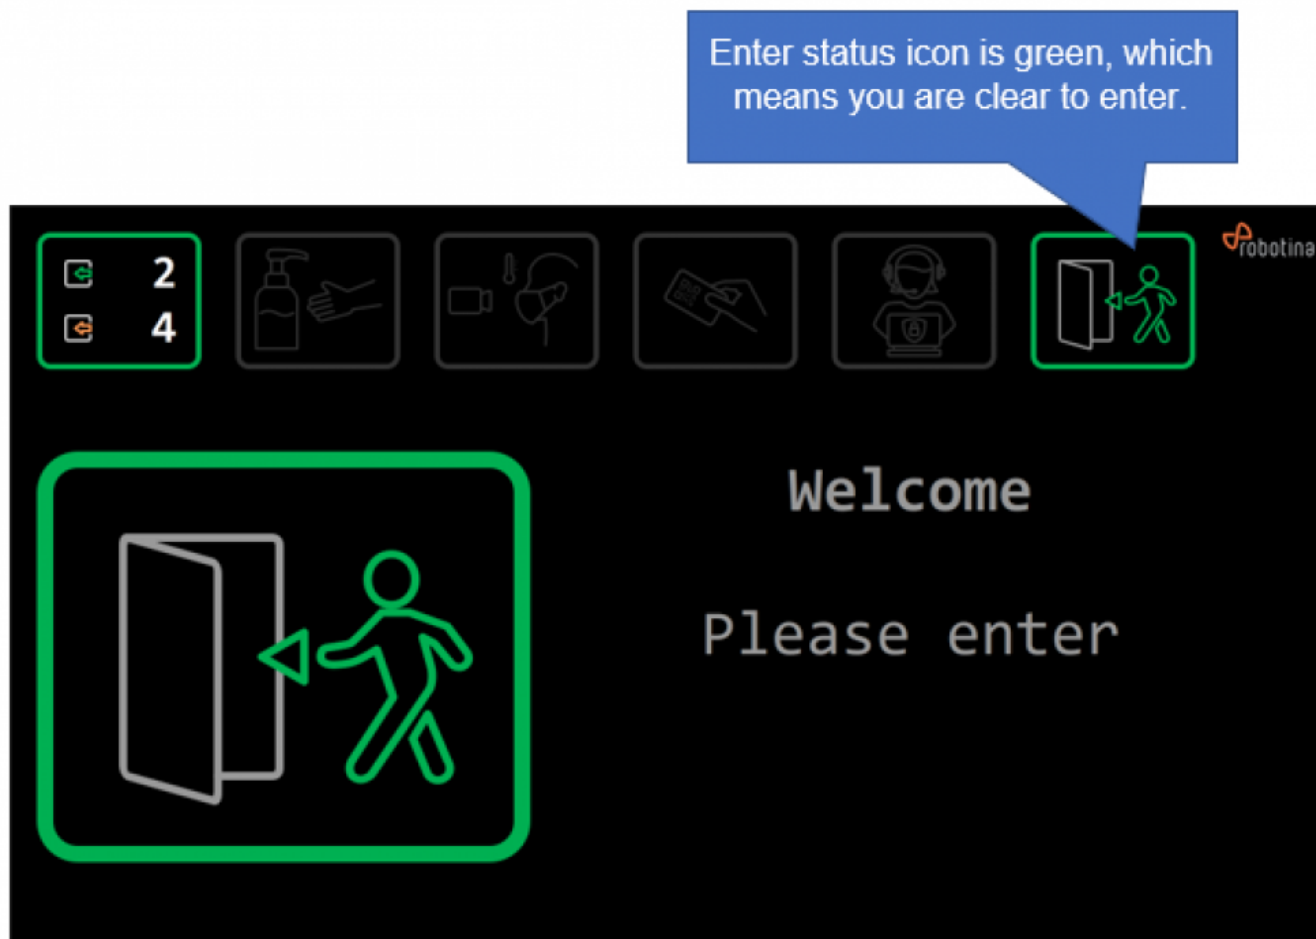 Enter status icon is green, which
means you are clear to enter.
2
4
robotina
Welcome
Please enter